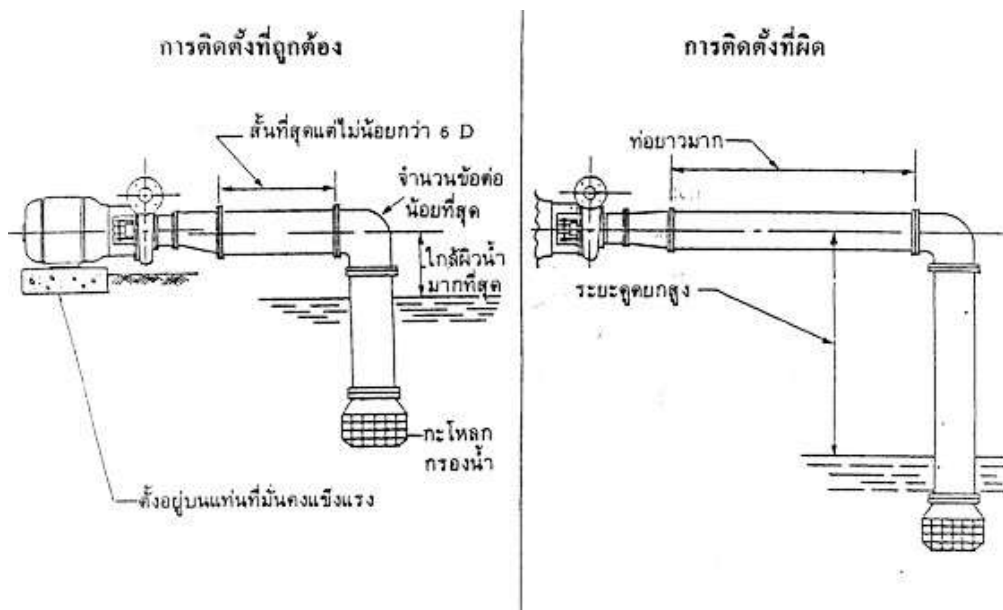 การติดตั้งที่ถูกต้อง
สั้นที่สุดแต่ไม่น้อยกว่า 6 D
จำนวนข้อต่อ
น้อยที่สุด
ใกล้ผิวน้ำ
มากที่สุด
กะโหลก
กรองน้ำ
ตั้งอยู่บนแท่นที่มั่นคงแข็งแรง
การติดตั้งที่ผิด
ท่อยาวมาก
ระยะดูดยกสูง